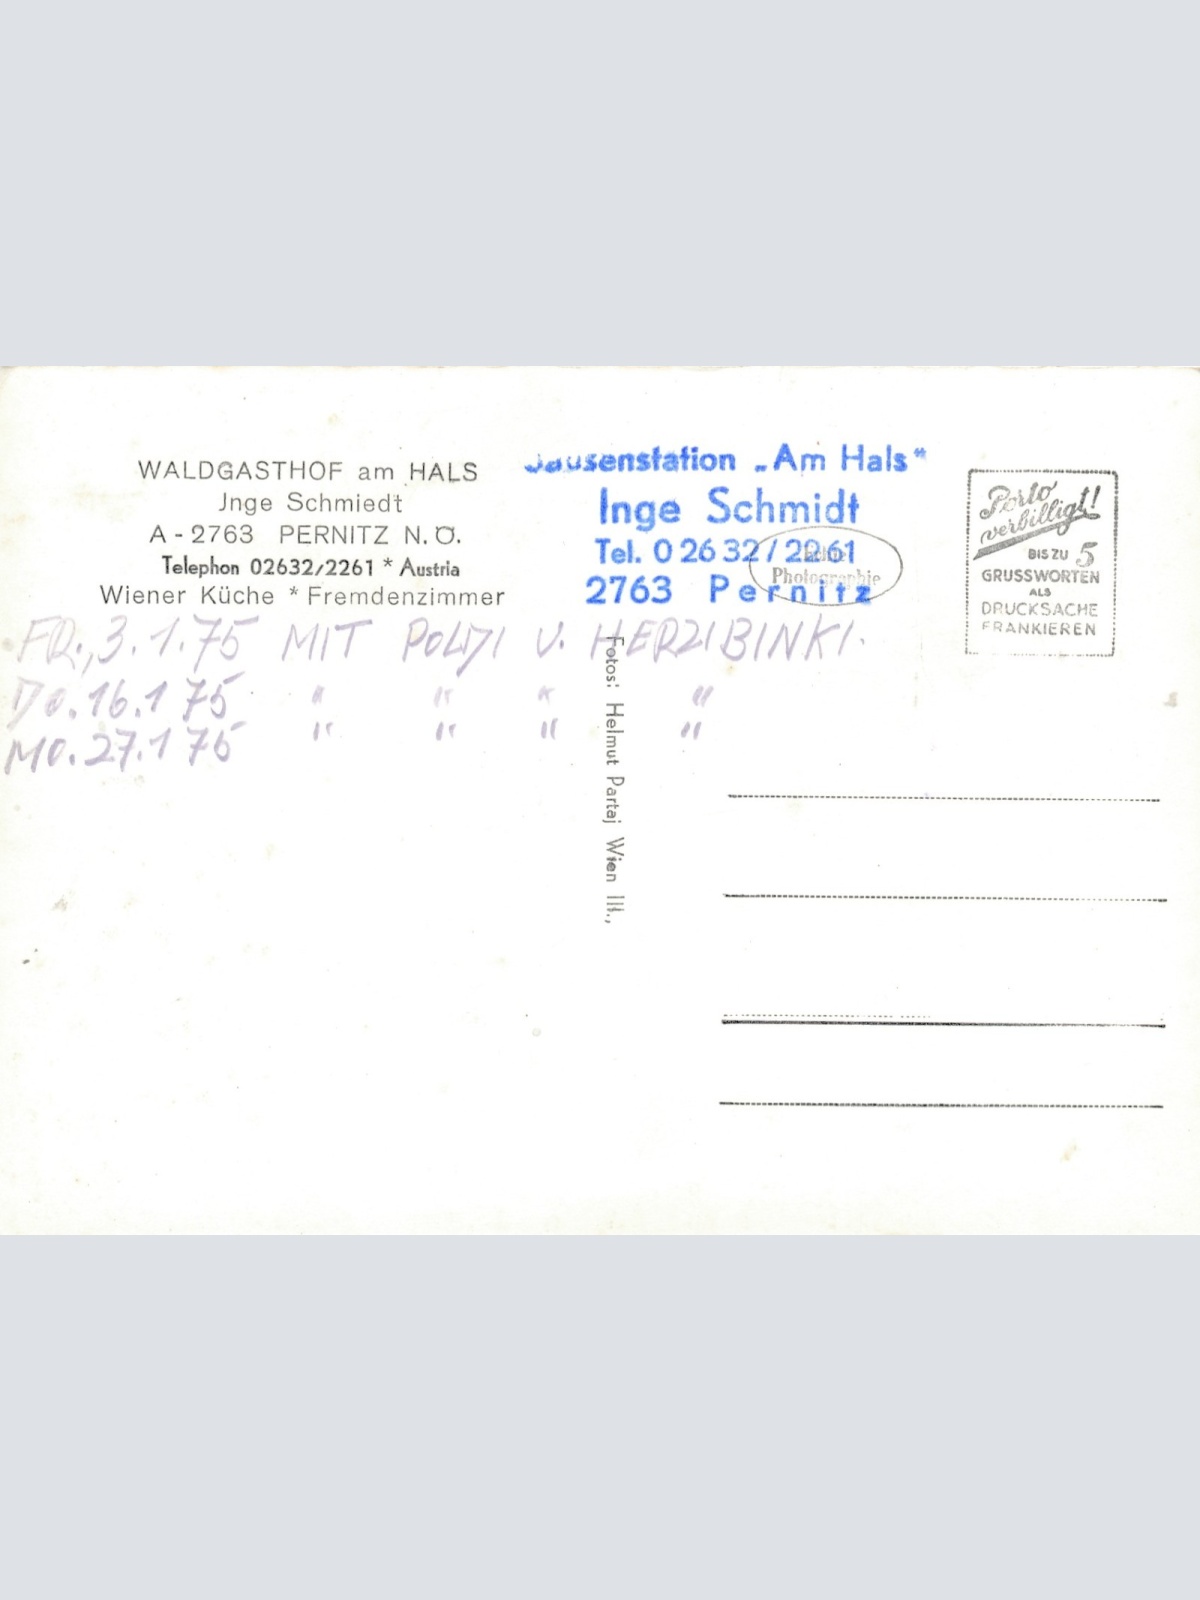 WALDGASTHOF am HALS
Jnge Schmiedt
A - 2763 PERNITZ N. Ö.
Telephon 02632/2261 * Austria
Wiener Küche * Fremdenzimmer
Jausenstation „Am Hals"
Inge Schmidt
Tel. 0 26 32 / 2261
2763 Pernitz
Echte
Photographie
Porto
verbilligt!
BIS ZU 5
GRUSSWORTEN
ALS
DRUCKSACHE
FRANKIEREN
FR., 3.1.75 MIT POLDI U. HERZIBINKI.
DO. 16.1 75 " " " "
MO. 27.1 75 " " " "
Fotos: Helmut Partaj Wien III.,